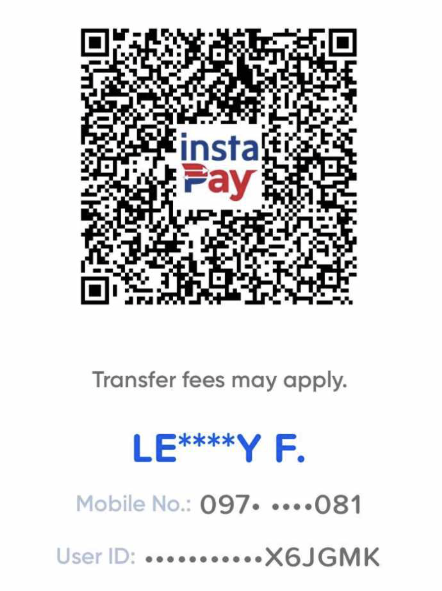 insta
Pay
Transfer fees may apply.
LE****Y F.
Mobile No.: 097• ••••081
User ID: •••••••••••X6JGMK